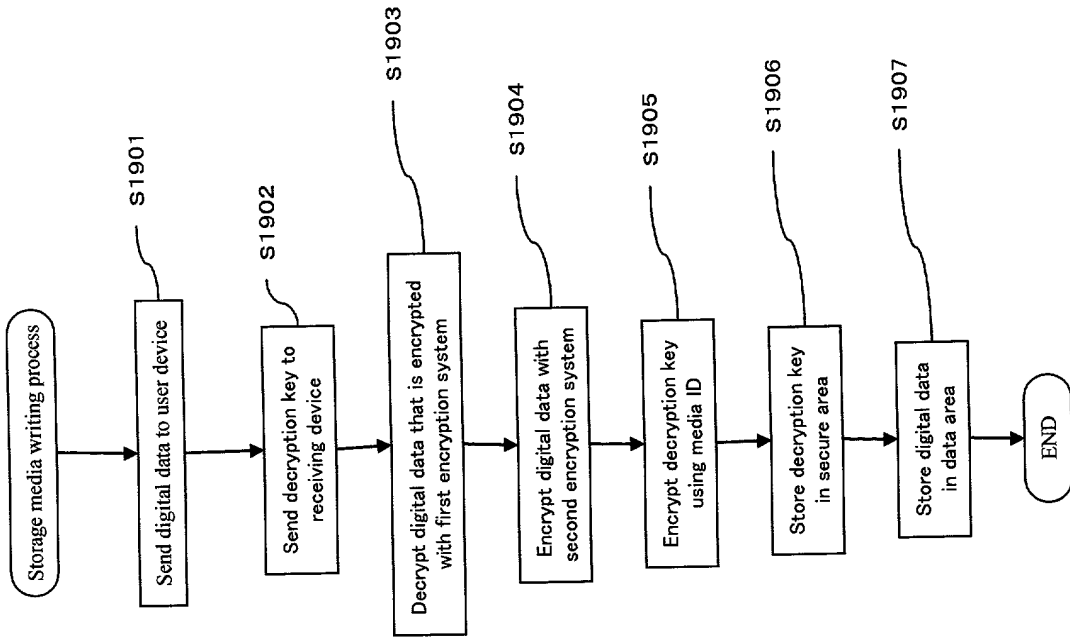 Storage media writing process
Send digital data to user device
S1901
Send decryption key to
receiving device
S1902
Decrypt digital data that is encrypted
with first encryption system
S1903
Encrypt digital data with
second encryption system
S1904
Encrypt decryption key
using media ID
S1905
Store decryption key
in secure area
S1906
Store digital data
in data area
S1907
END